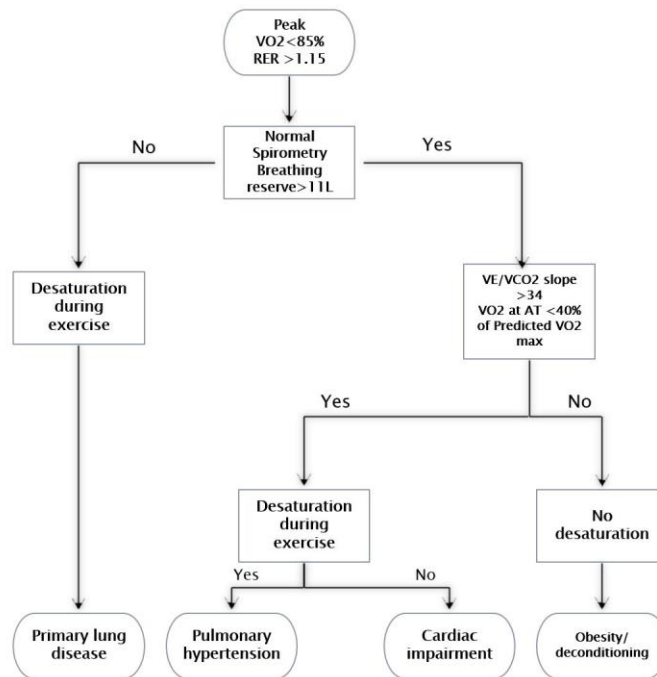 Peak
VO2<85%
RER >1.15
No
Normal
Spirometry
Breathing
reserve>11L
Yes
Desaturation
during
exercise
VE/VCO2 slope
>34
VO2 at AT <40%
of Predicted VO2
max
Yes
No
Desaturation
during
exercise
No
desaturation
Yes
No
Primary lung
disease
Pulmonary
hypertension
Cardiac
impairment
Obesity/
deconditioning